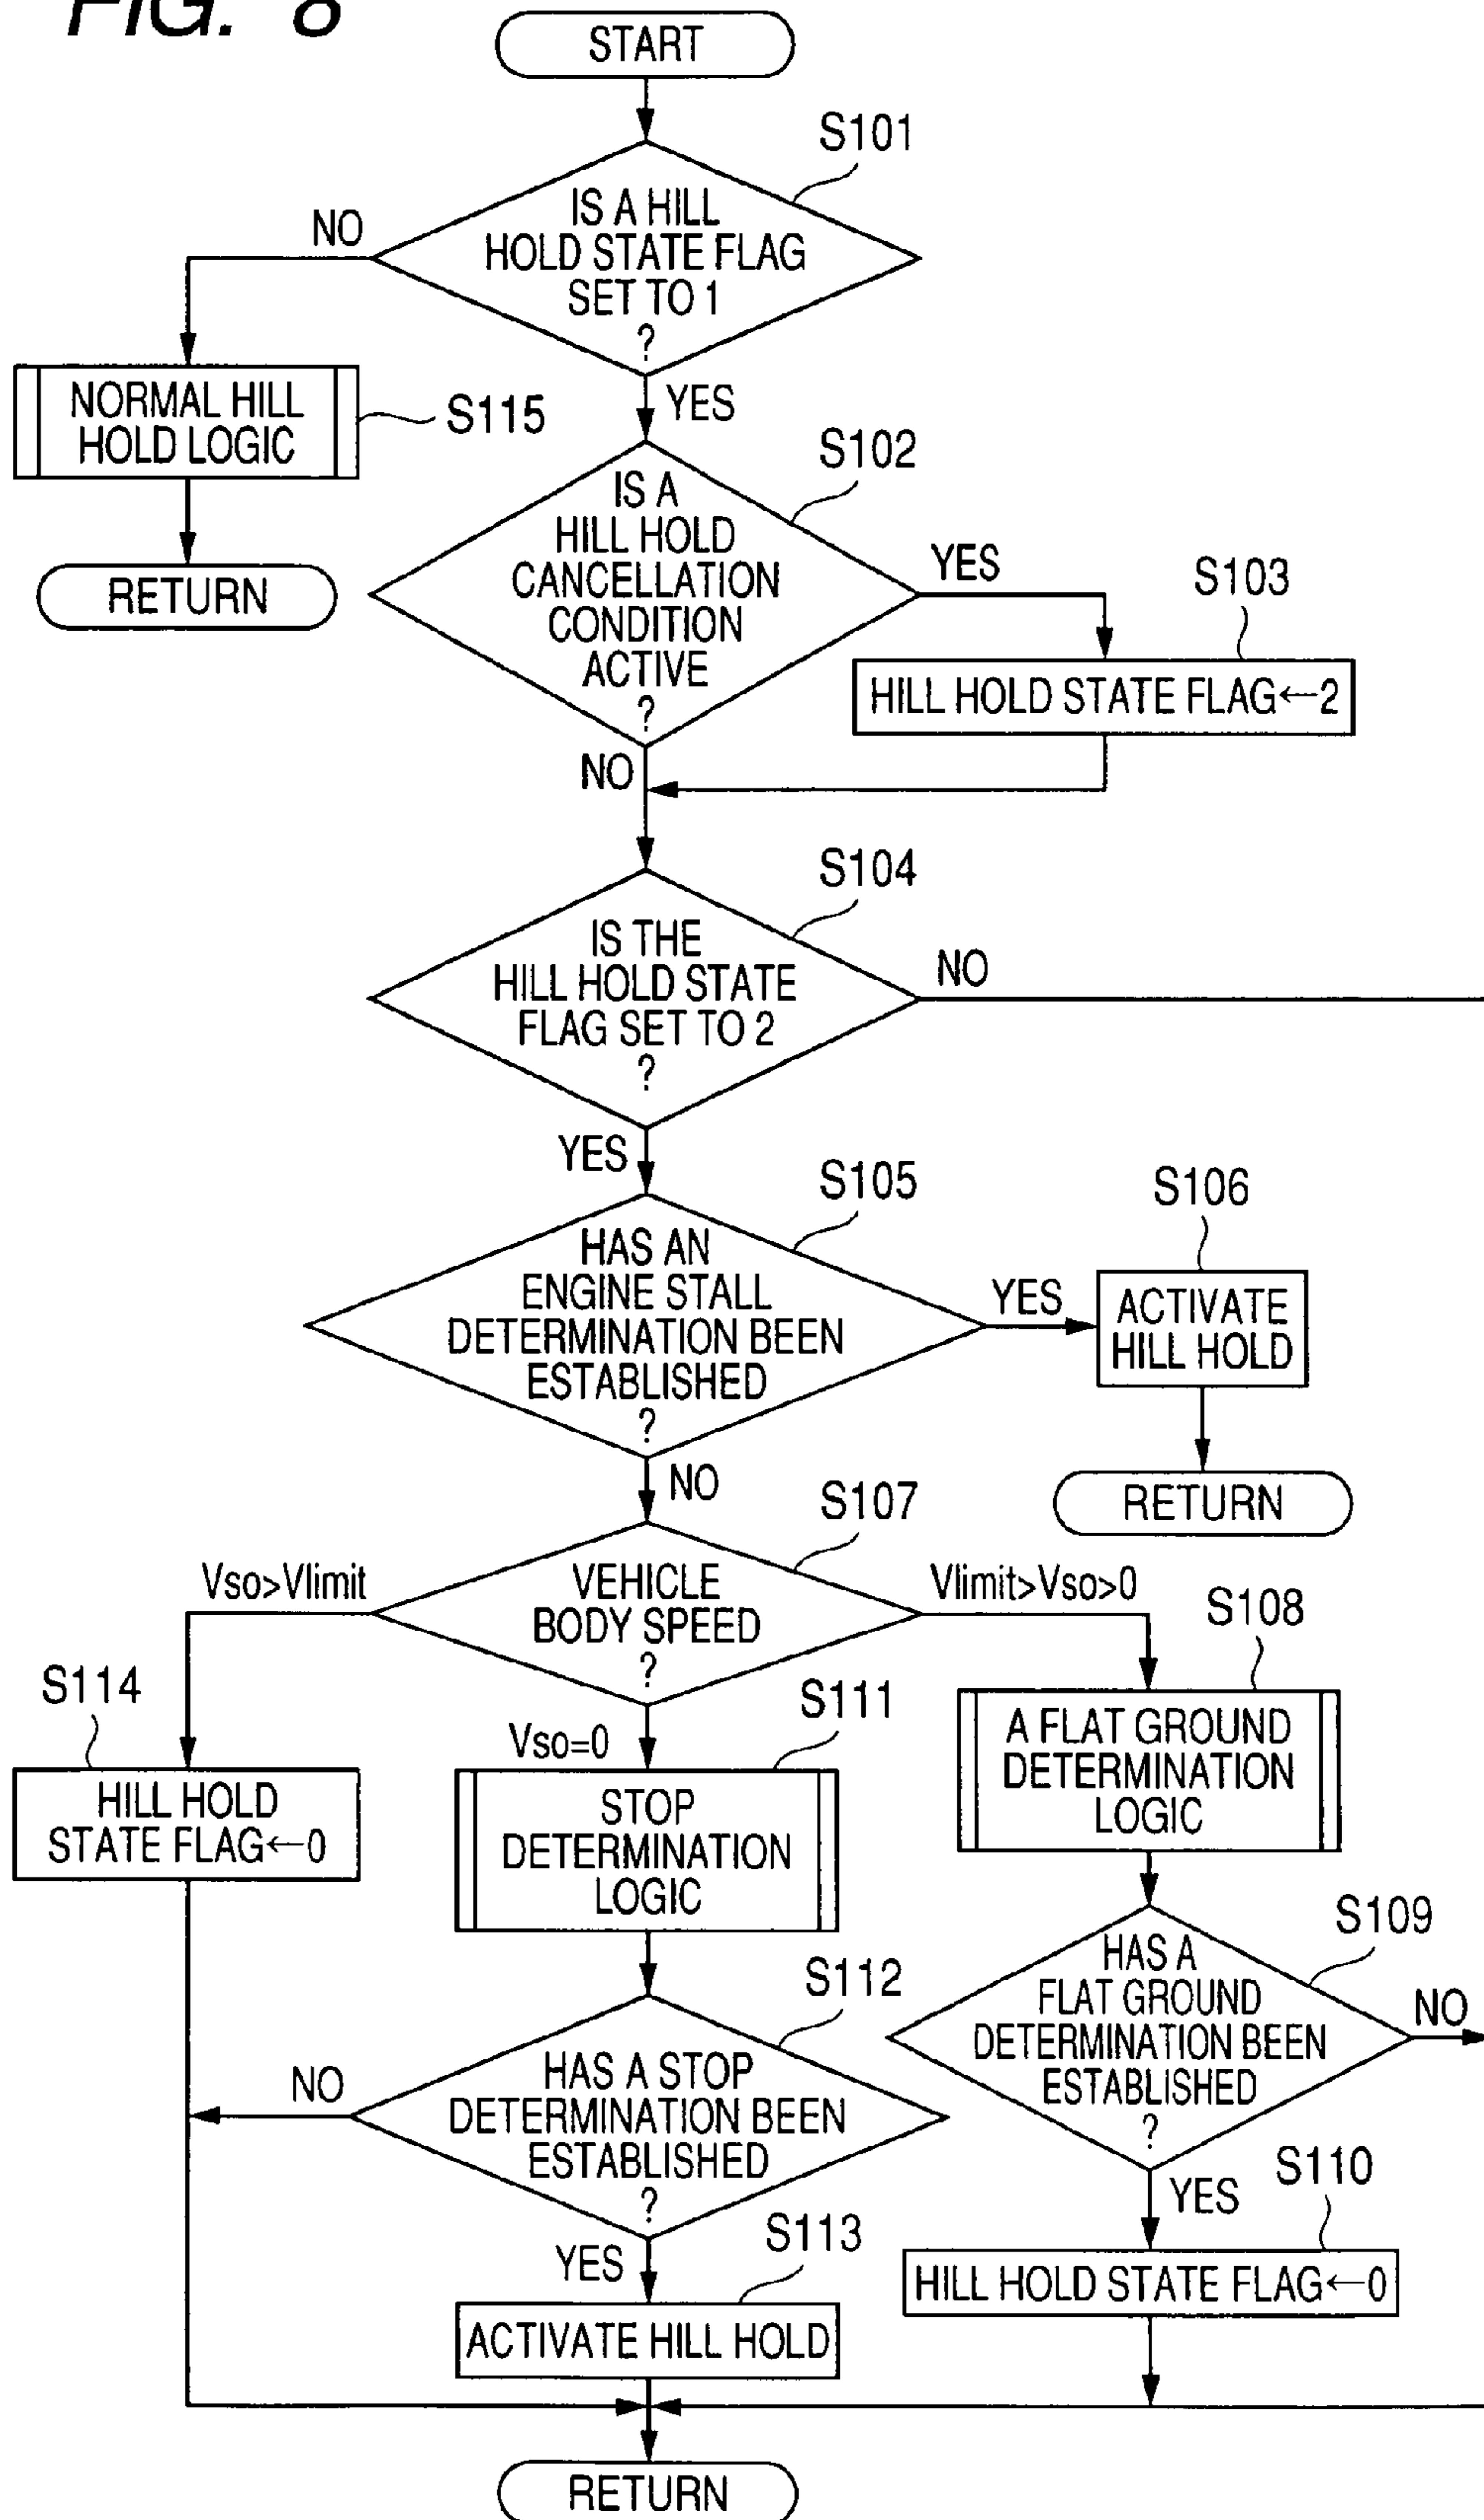 FIG. 8
START
S101
IS A HILL
HOLD STATE FLAG
SET TO 1
?
NO
YES
NORMAL HILL
HOLD LOGIC
S115
RETURN
S102
IS A
HILL HOLD
CANCELLATION
CONDITION
ACTIVE
?
YES
S103
HILL HOLD STATE FLAG←2
NO
S104
IS THE
HILL HOLD STATE
FLAG SET TO 2
?
NO
YES
S105
HAS AN
ENGINE STALL
DETERMINATION BEEN
ESTABLISHED
?
YES
S106
ACTIVATE
HILL HOLD
RETURN
NO
S107
VEHICLE
BODY SPEED
?
Vso>Vlimit
Vlimit>Vso>0
Vso=0
S114
HILL HOLD
STATE FLAG←0
S111
STOP
DETERMINATION
LOGIC
S108
A FLAT GROUND
DETERMINATION
LOGIC
S112
HAS A STOP
DETERMINATION BEEN
ESTABLISHED
?
NO
YES
S109
HAS A
FLAT GROUND
DETERMINATION BEEN
ESTABLISHED
?
NO
YES
S113
ACTIVATE HILL HOLD
S110
HILL HOLD STATE FLAG←0
RETURN